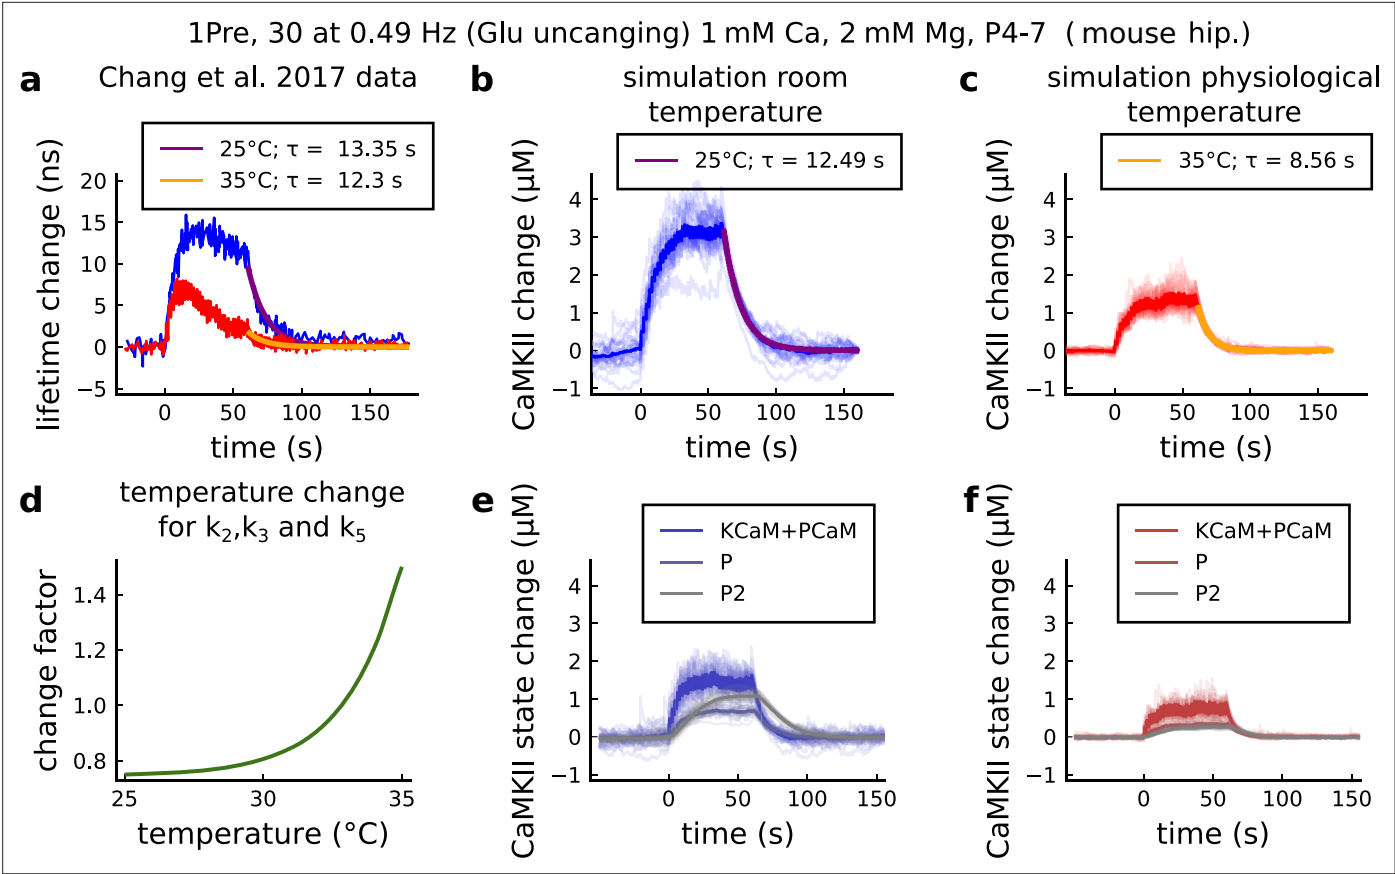 1Pre, 30 at 0.49 Hz (Glu uncanging) 1 mM Ca, 2 mM Mg, P4-7 (mouse hip.)
a
Chang et al. 2017 data
25°C; τ = 13.35 s
35°C; τ = 12.3 s
lifetime change (ns)
20
15
10
5
0
−5
0 50 100 150
time (s)
b
simulation room
temperature
25°C; τ = 12.49 s
CaMKII change (μM)
4
3
2
1
0
−1
0 50 100 150
time (s)
c
simulation physiological
temperature
35°C; τ = 8.56 s
CaMKII change (μM)
4
3
2
1
0
−1
0 50 100 150
time (s)
d
temperature change
for k₂,k₃ and k₅
change factor
1.4
1.2
1.0
0.8
25 30 35
temperature (°C)
e
KCaM+PCaM
P
P2
CaMKII state change (μM)
4
3
2
1
0
−1
0 50 100 150
time (s)
f
KCaM+PCaM
P
P2
CaMKII state change (μM)
4
3
2
1
0
−1
0 50 100 150
time (s)